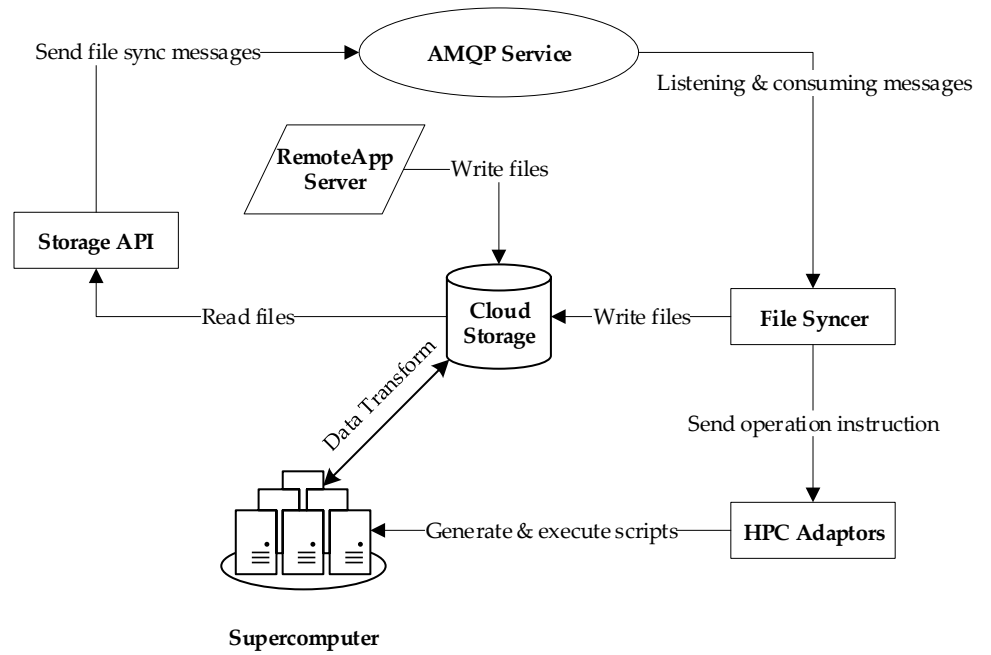 Send file sync messages
AMQP Service
Listening & consuming messages
RemoteApp
Server
Write files
Storage API
Read files
Cloud
Storage
Write files
File Syncer
Data Transform
Send operation instruction
Generate & execute scripts
HPC Adaptors
Supercomputer